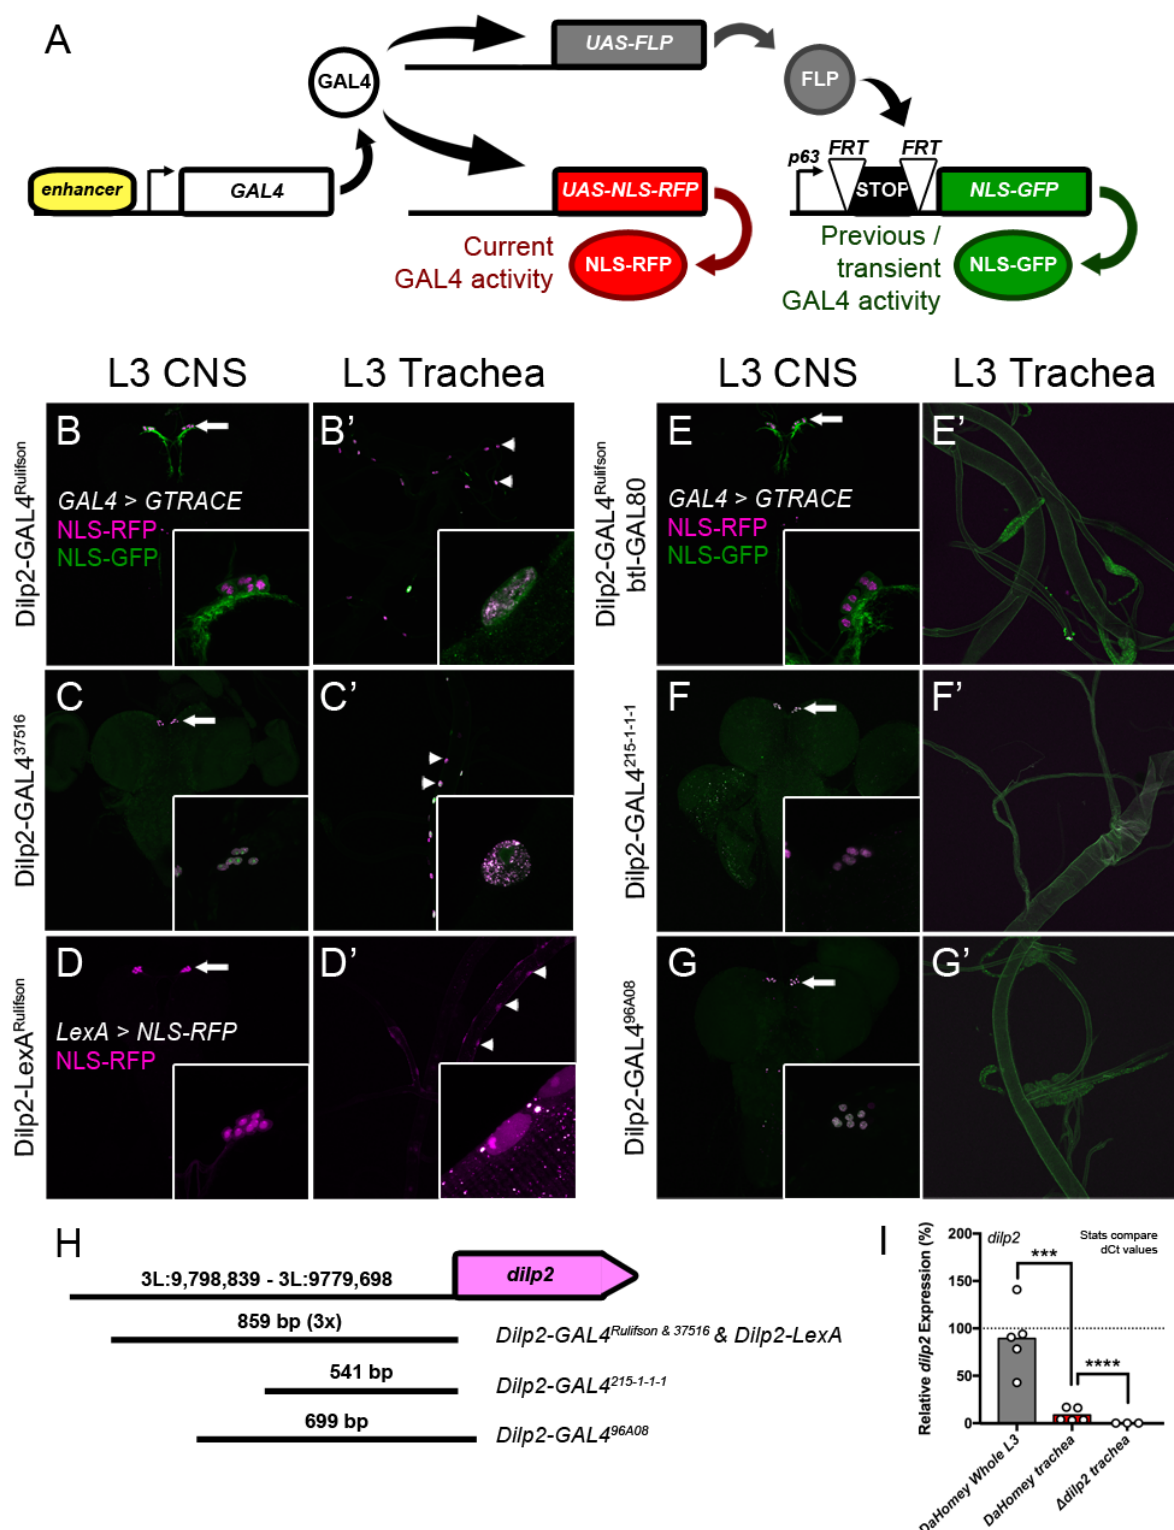 A
UAS-FLP
GAL4
FLP
enhancer
GAL4
UAS-NLS-RFP
p63
FRT
FRT
STOP
NLS-GFP
Current
GAL4 activity
NLS-RFP
Previous /
transient
GAL4 activity
NLS-GFP
L3 CNS
L3 Trachea
L3 CNS
L3 Trachea
Dilp2-GAL4Rulifson
B
GAL4 > GTRACE
NLS-RFP
NLS-GFP
B'
Dilp2-GAL4Rulifson
btl-GAL80
E
GAL4 > GTRACE
NLS-RFP
NLS-GFP
E'
Dilp2-GAL437516
C
C'
Dilp2-GAL4215-1-1-1
F
F'
Dilp2-LexARulifson
D
LexA > NLS-RFP
NLS-RFP
D'
Dilp2-GAL496A08
G
G'
H
dilp2
3L:9,798,839 - 3L:9779,698
859 bp (3x)
Dilp2-GAL4Rulifson & 37516 & Dilp2-LexA
541 bp
Dilp2-GAL4215-1-1-1
699 bp
Dilp2-GAL496A08
I
Relative dilp2 Expression (%)
200
150
100
50
0
dilp2
Stats compare
dCt values
***
****
DaHomey Whole L3
DaHomey trachea
Δdilp2 trachea